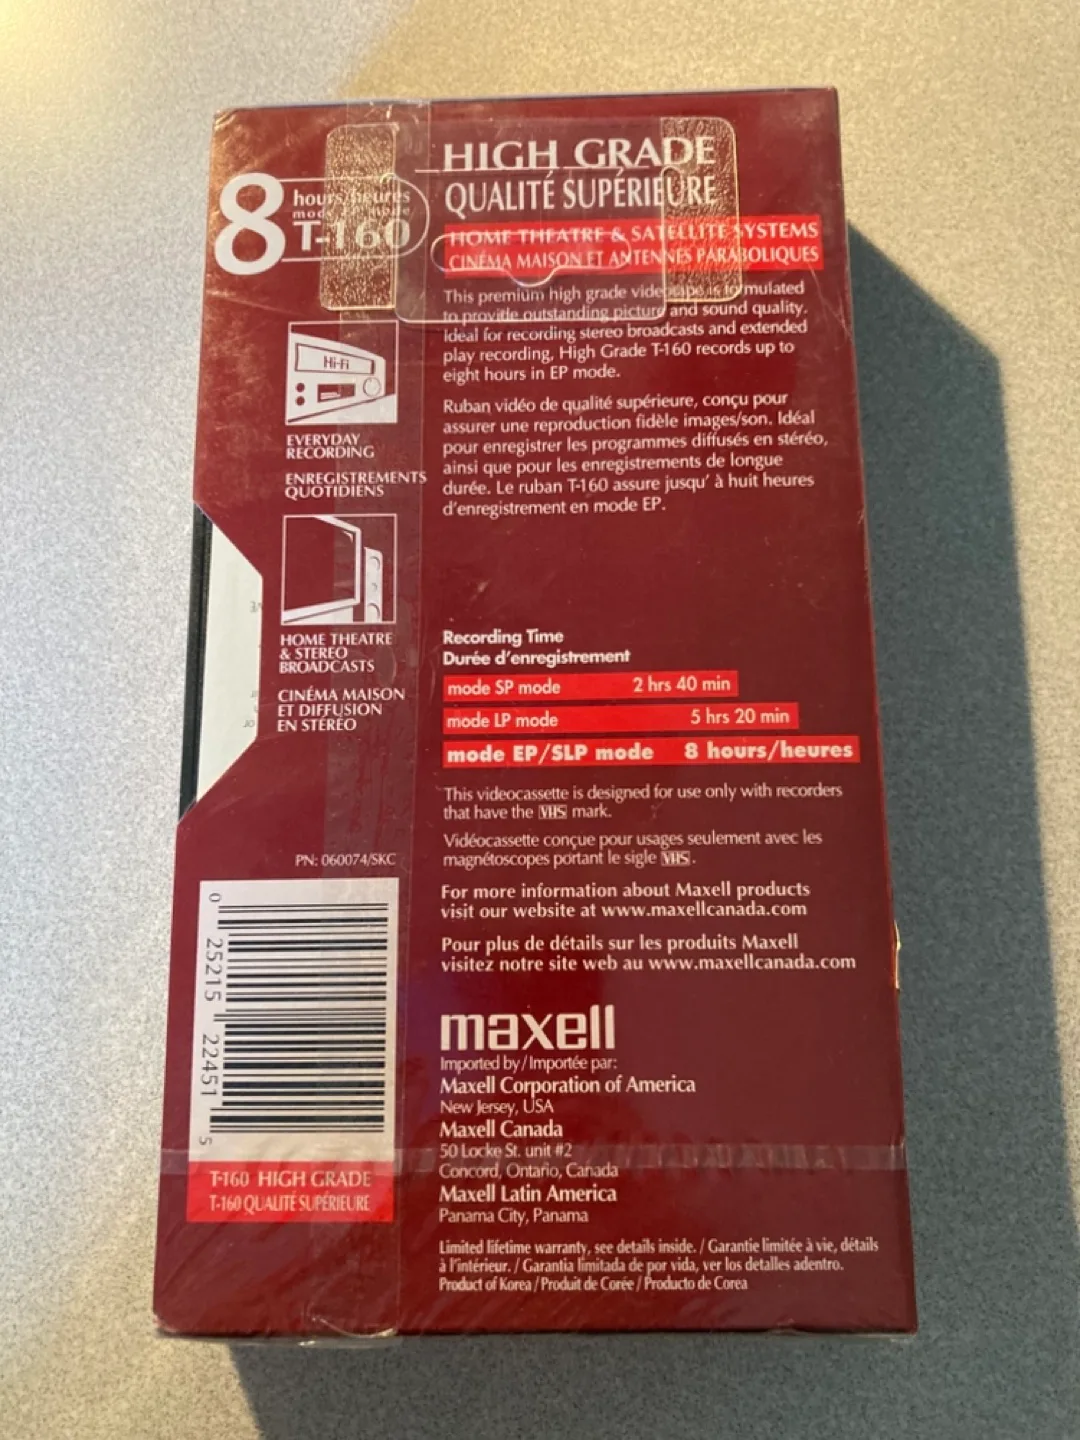 8
hours/heures
mode EP mode
T-160
HIGH GRADE
QUALITÉ SUPÉRIEURE
HOME THEATRE & SATELLITE SYSTEMS
CINÉMA MAISON ET ANTENNES PARABOLIQUES
This premium high grade videotape is formulated
to provide outstanding picture and sound quality.
Ideal for recording stereo broadcasts and extended
play recording, High Grade T-160 records up to
eight hours in EP mode.
Ruban vidéo de qualité supérieure, conçu pour
assurer une reproduction fidèle images/son. Idéal
pour enregistrer les programmes diffusés en stéréo,
ainsi que pour les enregistrements de longue
durée. Le ruban T-160 assure jusqu' à huit heures
d'enregistrement en mode EP.
Hi-Fi
EVERYDAY
RECORDING
ENREGISTREMENTS
QUOTIDIENS
HOME THEATRE
& STEREO
BROADCASTS
CINÉMA MAISON
ET DIFFUSION
EN STÉRÉO
Recording Time
Durée d'enregistrement
mode SP mode 2 hrs 40 min
mode LP mode 5 hrs 20 min
mode EP/SLP mode 8 hours/heures
This videocassette is designed for use only with recorders
that have the VHS mark.
Vidéocassette conçue pour usages seulement avec les
magnétoscopes portant le sigle VHS.
For more information about Maxell products
visit our website at www.maxellcanada.com
Pour plus de détails sur les produits Maxell
visitez notre site web au www.maxellcanada.com
PN: 060074/SKC
0 25215 22451 5
T-160 HIGH GRADE
T-160 QUALITÉ SUPÉRIEURE
maxell
Imported by/Importée par:
Maxell Corporation of America
New Jersey, USA
Maxell Canada
50 Locke St. unit #2
Concord, Ontario, Canada
Maxell Latin America
Panama City, Panama
Limited lifetime warranty, see details inside. / Garantie limitée à vie, détails
à l'intérieur. / Garantia limitada de por vida, ver los detalles adentro.
Product of Korea / Produit de Corée / Producto de Corea